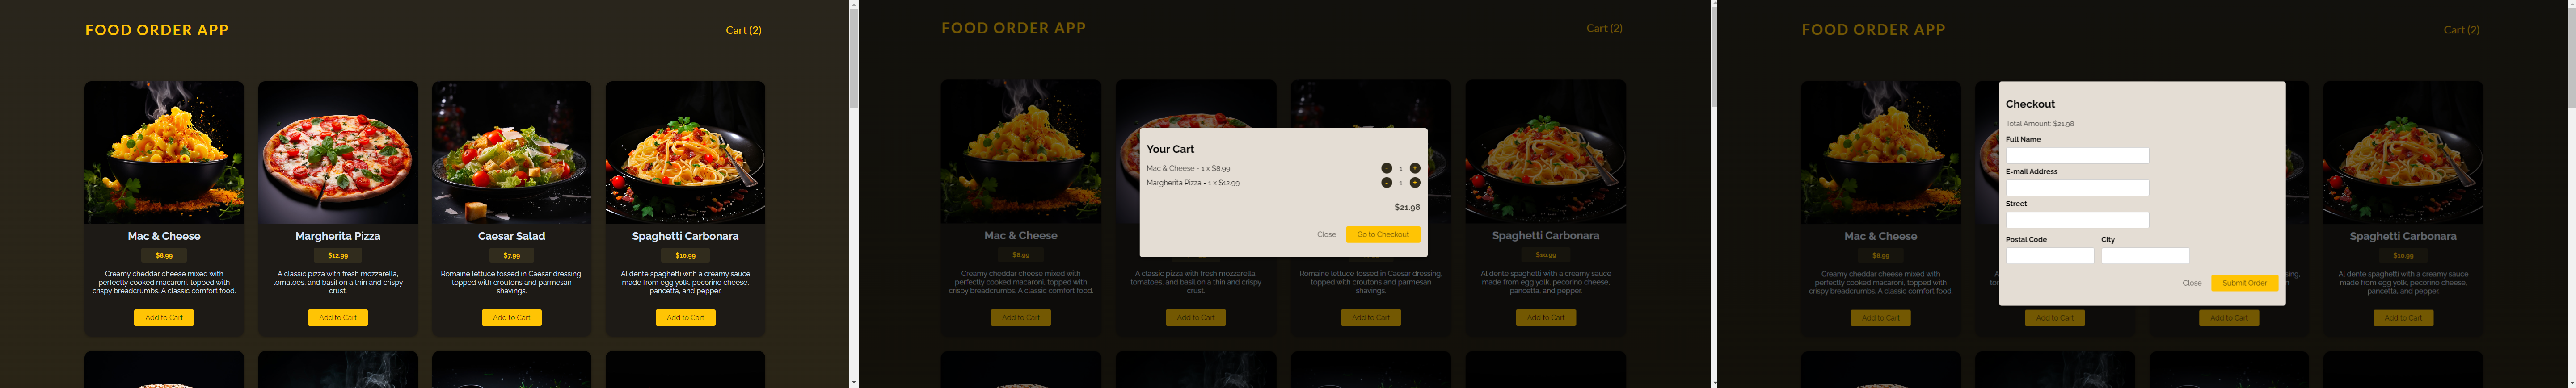 FOOD ORDER APP
Cart (2)
Mac & Cheese
$8.99
Creamy cheddar cheese mixed with
perfectly cooked macaroni, topped with
crispy breadcrumbs. A classic comfort food.
Add to Cart
Margherita Pizza
$12.99
A classic pizza with fresh mozzarella,
tomatoes, and basil on a thin and crispy
crust.
Add to Cart
Caesar Salad
$7.99
Romaine lettuce tossed in Caesar dressing,
topped with croutons and parmesan
shavings.
Add to Cart
Spaghetti Carbonara
$10.99
Al dente spaghetti with a creamy sauce
made from egg yolk, pecorino cheese,
pancetta, and pepper.
Add to Cart
FOOD ORDER APP
Cart (2)
Your Cart
Mac & Cheese - 1 x $8.99
- 1 +
Margherita Pizza - 1 x $12.99
- 1 +
$21.98
Close
Go to Checkout
Mac & Cheese
$8.99
Creamy cheddar cheese mixed with
perfectly cooked macaroni, topped with
crispy breadcrumbs. A classic comfort food.
Add to Cart
A classic pizza with fresh mozzarella,
tomatoes, and basil on a thin and crispy
crust.
Add to Cart
Romaine lettuce tossed in Caesar dressing,
topped with croutons and parmesan
shavings.
Add to Cart
Spaghetti Carbonara
$10.99
Al dente spaghetti with a creamy sauce
made from egg yolk, pecorino cheese,
pancetta, and pepper.
Add to Cart
FOOD ORDER APP
Cart (2)
Checkout
Total Amount: $21.98
Full Name
E-mail Address
Street
Postal Code
City
Close
Submit Order
Mac & Cheese
$8.99
Creamy cheddar cheese mixed with
perfectly cooked macaroni, topped with
crispy breadcrumbs. A classic comfort food.
Add to Cart
Add to Cart
Add to Cart
Spaghetti Carbonara
$10.99
Al dente spaghetti with a creamy sauce
made from egg yolk, pecorino cheese,
pancetta, and pepper.
Add to Cart